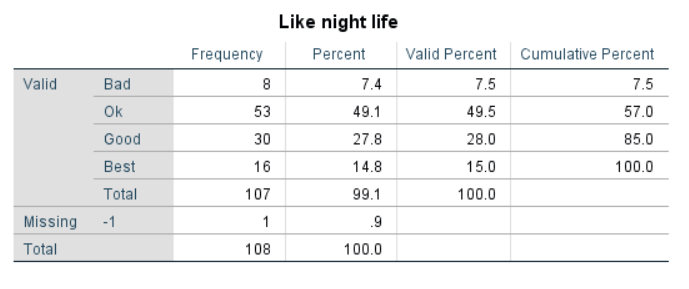 Like night life
Frequency Percent Valid Percent Cumulative Percent
Valid Bad 8 7.4 7.5 7.5
Ok 53 49.1 49.5 57.0
Good 30 27.8 28.0 85.0
Best 16 14.8 15.0 100.0
Total 107 99.1 100.0
Missing -1 1 .9
Total 108 100.0